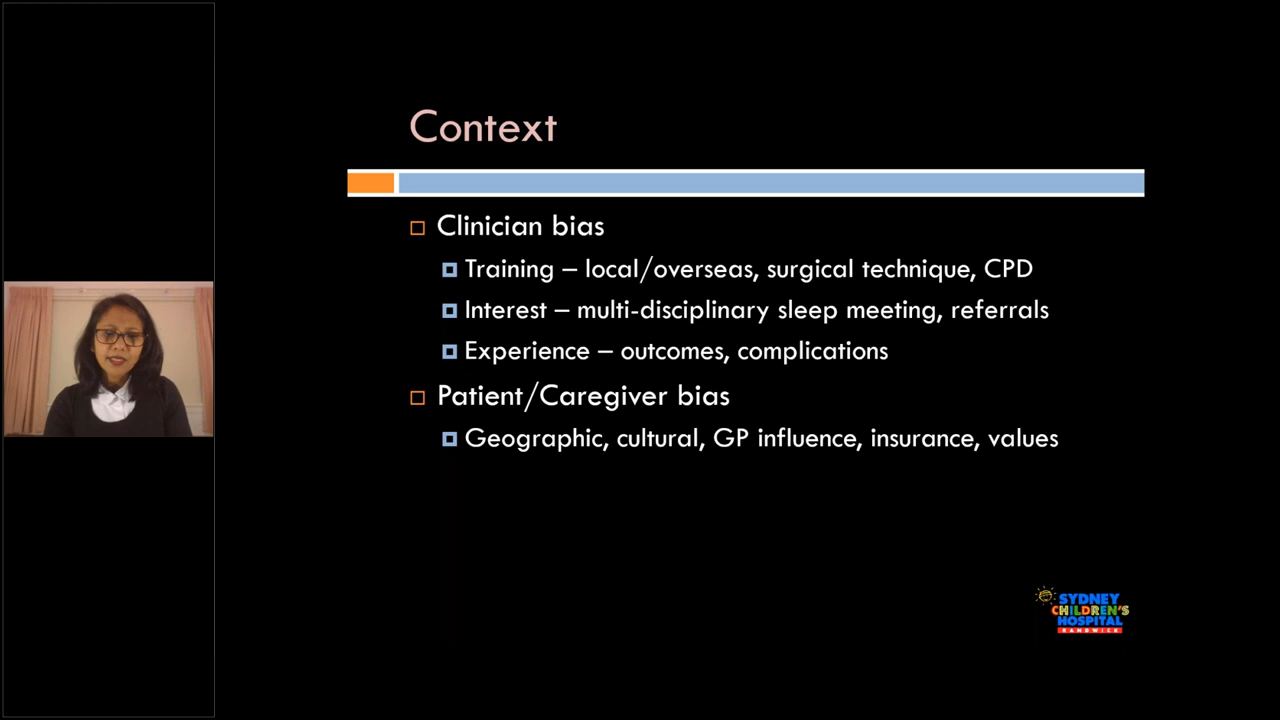 Context
Clinician bias
Training – local/overseas, surgical technique, CPD
Interest – multi-disciplinary sleep meeting, referrals
Experience – outcomes, complications
Patient/Caregiver bias
Geographic, cultural, GP influence, insurance, values
SYDNEY
CHILDREN'S
HOSPITAL
RANDWICK